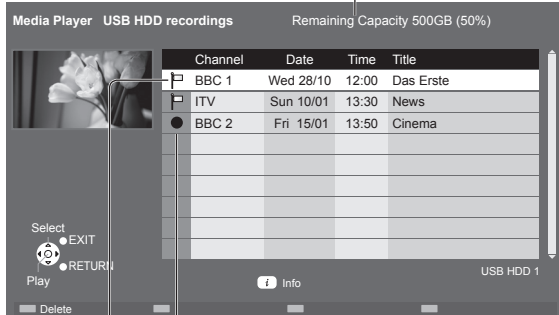 Media Player USB HDD recordings Remaining Capacity 500GB (50%)
Channel Date Time Title
BBC 1 Wed 28/10 12:00 Das Erste
ITV Sun 10/01 13:30 News
BBC 2 Fri 15/01 13:50 Cinema
Select
EXIT
RETURN
Play
i Info
USB HDD 1
Delete